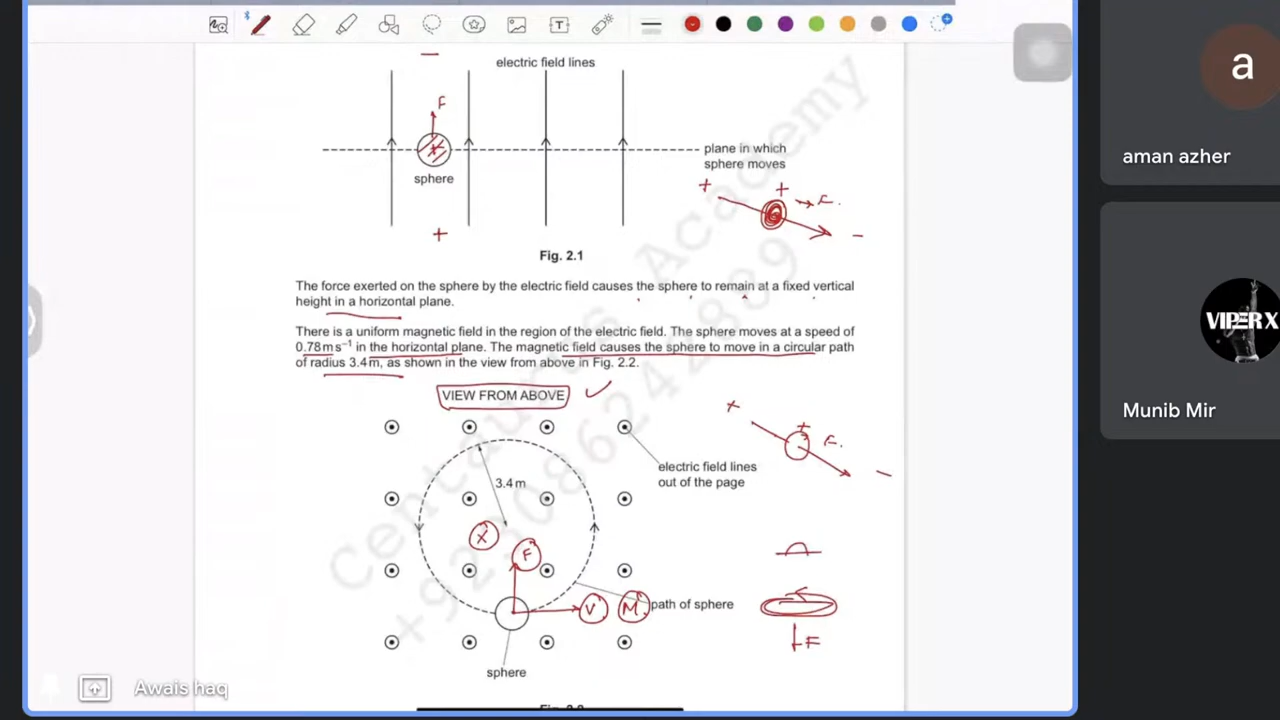 electric field lines
F
+
sphere
plane in which
sphere moves
+
+
F.
-
+
Fig. 2.1
The force exerted on the sphere by the electric field causes the sphere to remain at a fixed vertical
height in a horizontal plane.
There is a uniform magnetic field in the region of the electric field. The sphere moves at a speed of
0.78 m s⁻¹ in the horizontal plane. The magnetic field causes the sphere to move in a circular path
of radius 3.4 m, as shown in the view from above in Fig. 2.2.
VIEW FROM ABOVE
+
+
F.
-
electric field lines
out of the page
3.4 m
X
F
V
M
path of sphere
F
sphere
Centaurus Academy
+923086242889
a
aman azher
VIPER X
Munib Mir
Awais haq
T